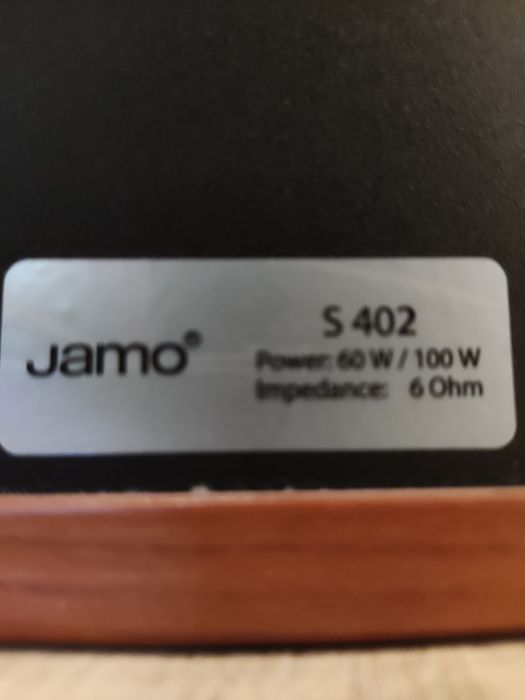 Jamo®
S 402
Power: 60 W / 100 W
Impedance: 6 Ohm